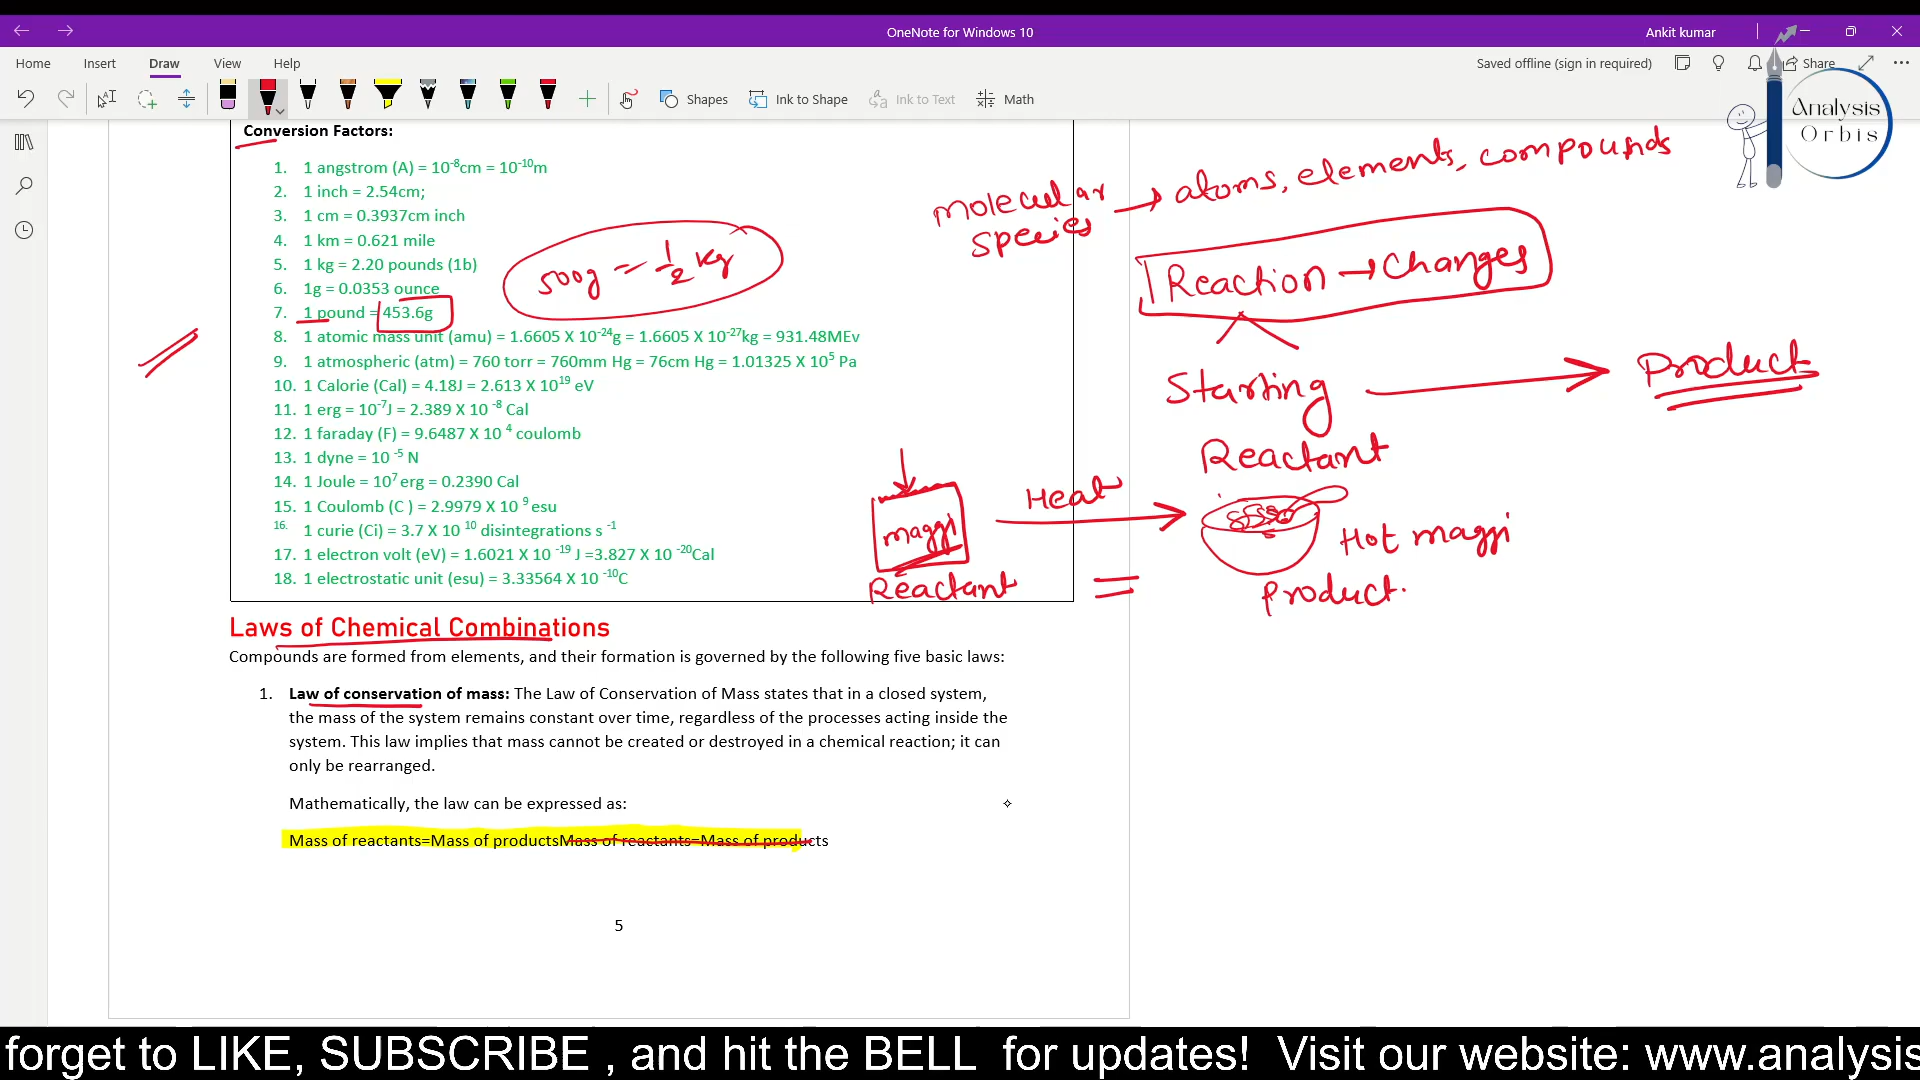 OneNote for Windows 10
Ankit kumar
Home Insert Draw View Help
Saved offline (sign in required)
Share
Shapes
Ink to Shape
Ink to Text
Math
Analysis
Orbis
Conversion Factors:
1. 1 angstrom (A) = 10⁻⁸cm = 10⁻¹⁰m
2. 1 inch = 2.54cm;
3. 1 cm = 0.3937cm inch
4. 1 km = 0.621 mile
5. 1 kg = 2.20 pounds (1b)
6. 1g = 0.0353 ounce
7. 1 pound = 453.6g
8. 1 atomic mass unit (amu) = 1.6605 X 10⁻²⁴g = 1.6605 X 10⁻²⁷kg = 931.48MEv
9. 1 atmospheric (atm) = 760 torr = 760mm Hg = 76cm Hg = 1.01325 X 10⁵ Pa
10. 1 Calorie (Cal) = 4.18J = 2.613 X 10¹⁹ eV
11. 1 erg = 10⁻⁷J = 2.389 X 10⁻⁸ Cal
12. 1 faraday (F) = 9.6487 X 10⁴ coulomb
13. 1 dyne = 10⁻⁵ N
14. 1 Joule = 10⁷ erg = 0.2390 Cal
15. 1 Coulomb (C ) = 2.9979 X 10⁹ esu
16. 1 curie (Ci) = 3.7 X 10¹⁰ disintegrations s⁻¹
17. 1 electron volt (eV) = 1.6021 X 10⁻¹⁹ J =3.827 X 10⁻²⁰Cal
18. 1 electrostatic unit (esu) = 3.33564 X 10⁻¹⁰C
500g = 1/2 kg
molecular species → atoms, elements, compounds
Reaction → Changes
Starting Reactant → Product
maggi
Heat
Hot maggi
Reactant = Product.
Laws of Chemical Combinations
Compounds are formed from elements, and their formation is governed by the following five basic laws:
1. Law of conservation of mass: The Law of Conservation of Mass states that in a closed system,
the mass of the system remains constant over time, regardless of the processes acting inside the
system. This law implies that mass cannot be created or destroyed in a chemical reaction; it can
only be rearranged.
Mathematically, the law can be expressed as:
Mass of reactants=Mass of productsMass of reactants=Mass of products
5
forget to LIKE, SUBSCRIBE , and hit the BELL for updates! Visit our website: www.analysis